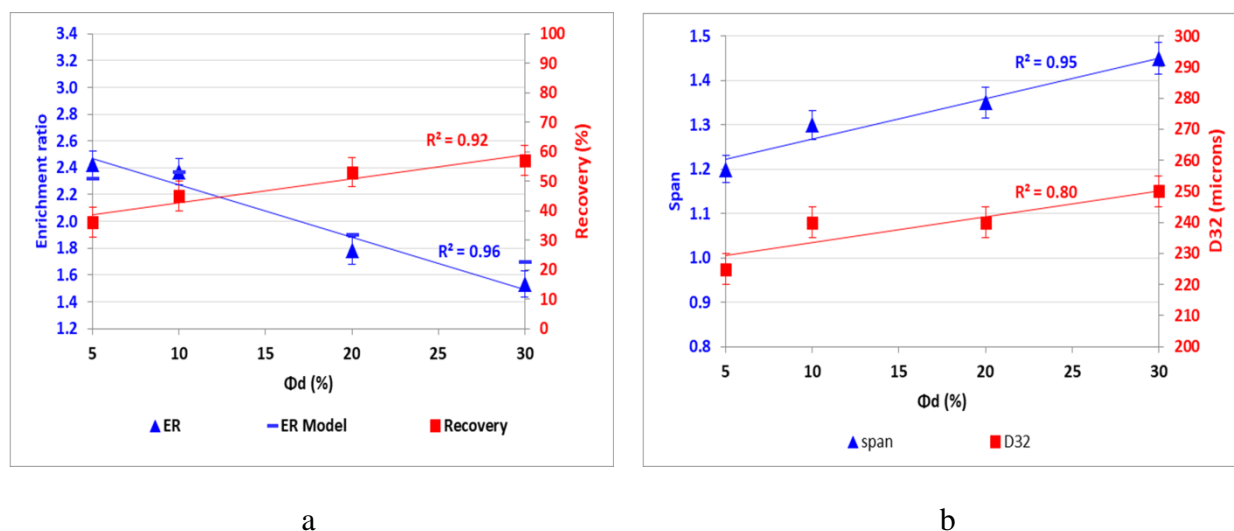 3.4
3.2
3.0
2.8
2.6
2.4
2.2
2.0
1.8
1.6
1.4
1.2
Enrichment ratio
100
90
80
70
60
50
40
30
20
10
0
Recovery (%)
R² = 0.92
R² = 0.96
5 10 15 20 25 30
Φd (%)
ER ER Model Recovery
a
1.5
1.4
1.3
1.2
1.1
1.0
0.9
0.8
Span
300
290
280
270
260
250
240
230
220
210
200
D32 (microns)
R² = 0.95
R² = 0.80
5 10 15 20 25 30
Φd (%)
span D32
b